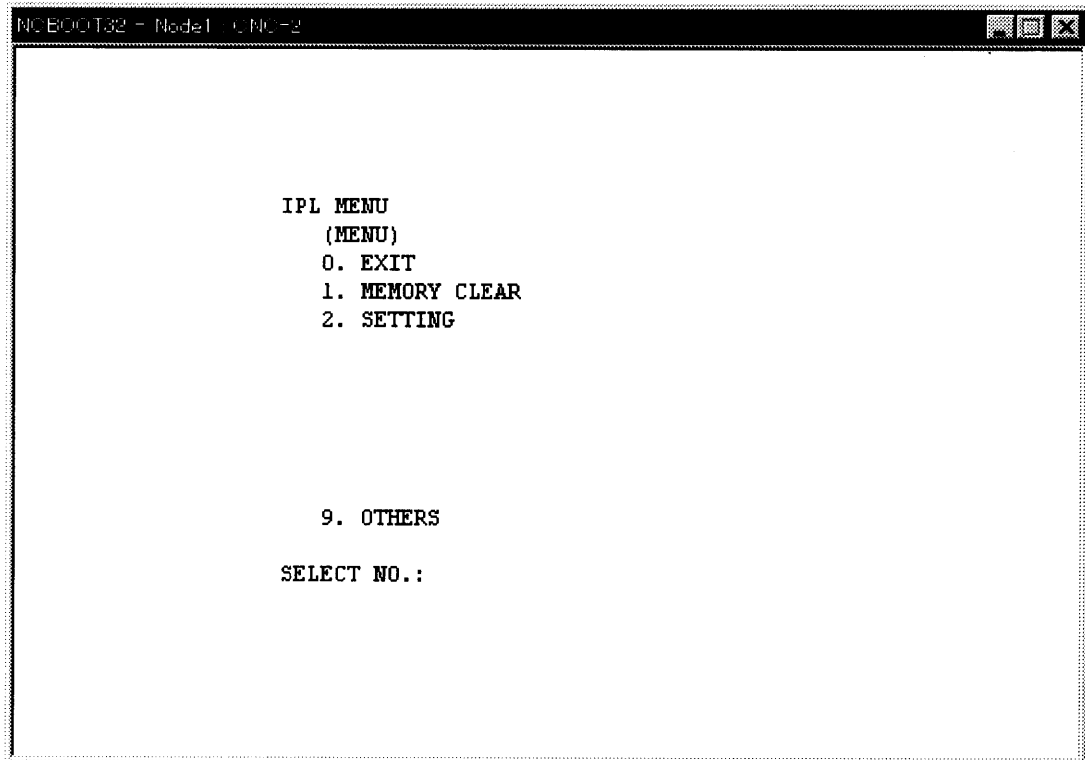 NCBOOT32 - Node1 : CNC-2
IPL MENU
(MENU)
0. EXIT
1. MEMORY CLEAR
2. SETTING
9. OTHERS
SELECT NO.: